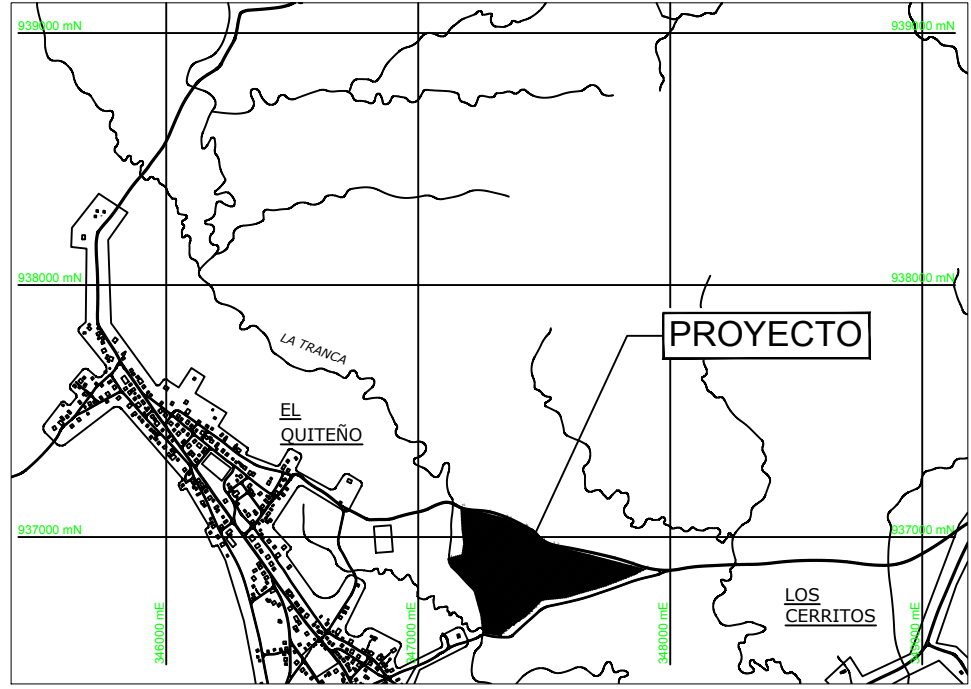 939000 mN
939000 mN
938000 mN
938000 mN
PROYECTO
LA TRANCA
EL
QUITEÑO
937000 mN
937000 mN
LOS
CERRITOS
346000 mE
347000 mE
348000 mE
349000 mE